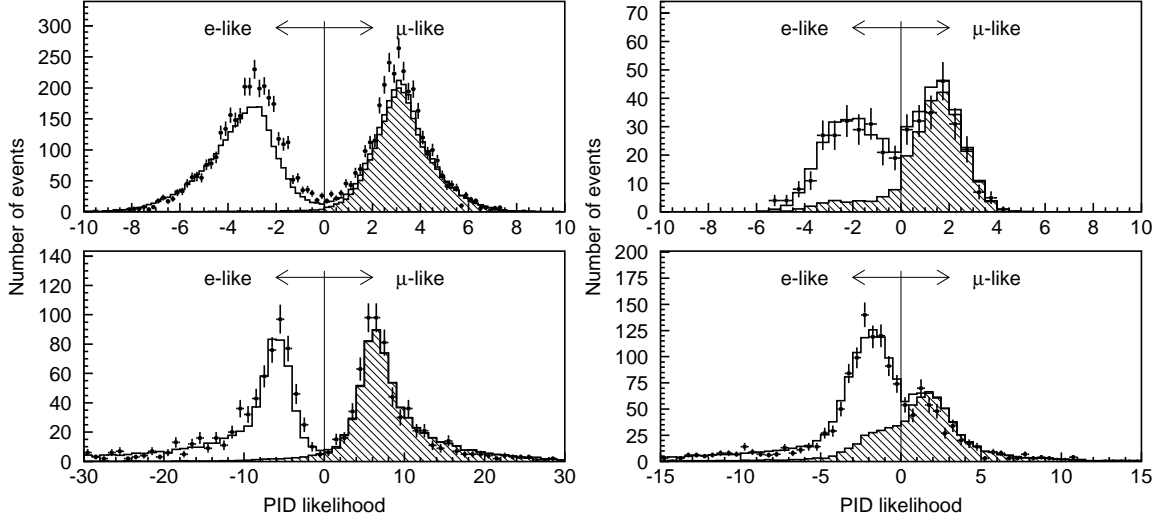 Number of events
300
250
200
150
100
50
0
e-like
μ-like
-10 -8 -6 -4 -2 0 2 4 6 8 10
Number of events
70
60
50
40
30
20
10
0
e-like
μ-like
-10 -8 -6 -4 -2 0 2 4 6 8 10
140
120
100
80
60
40
20
0
e-like
μ-like
-30 -20 -10 0 10 20 30
PID likelihood
200
175
150
125
100
75
50
25
0
e-like
μ-like
-15 -10 -5 0 5 10 15
PID likelihood